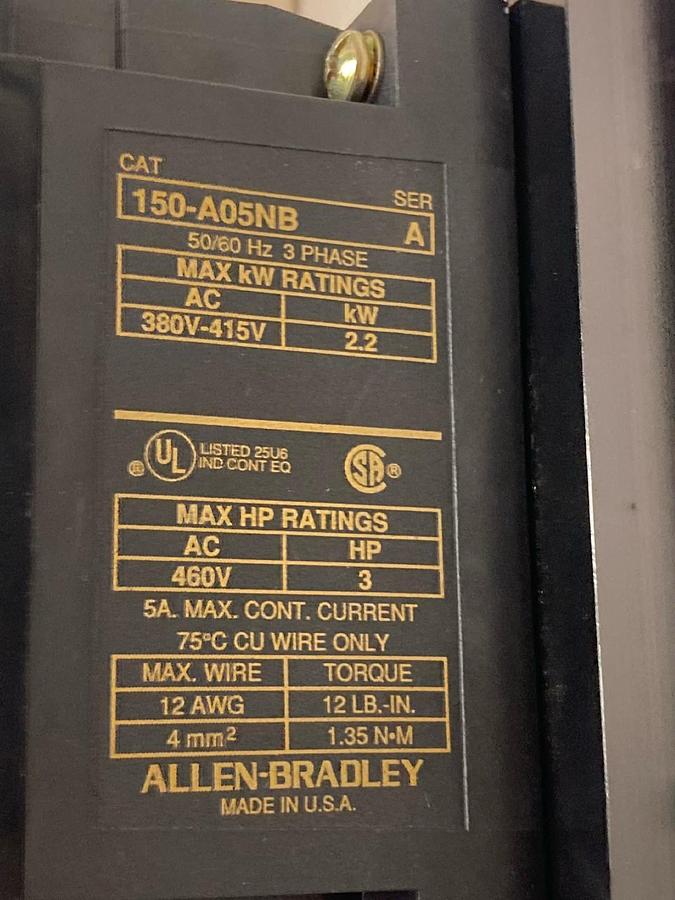 CAT
SER
150-A05NB A
50/60 Hz 3 PHASE
MAX kW RATINGS
AC kW
380V-415V 2.2
UL ® LISTED 25U6
IND CONT EQ
SA ®
MAX HP RATINGS
AC HP
460V 3
5A. MAX. CONT. CURRENT
75°C CU WIRE ONLY
MAX. WIRE TORQUE
12 AWG 12 LB.-IN.
4 mm² 1.35 N•M
ALLEN-BRADLEY
MADE IN U.S.A.